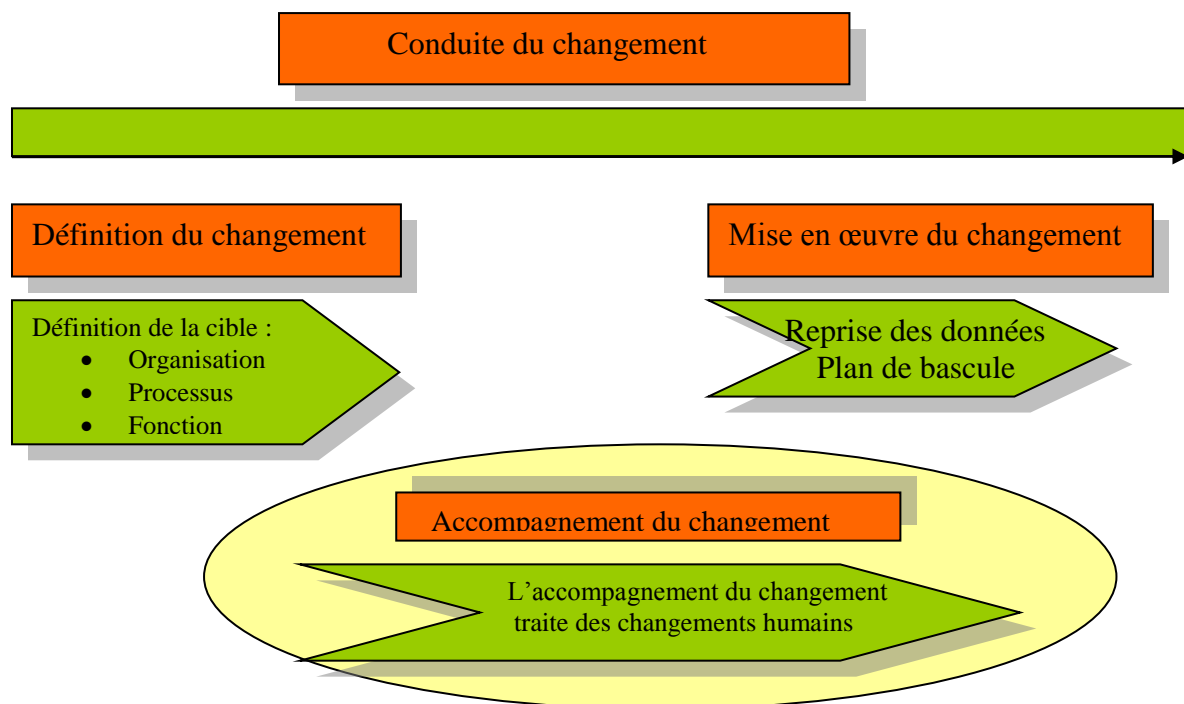 Conduite du changement
Définition du changement
Mise en œuvre du changement
Définition de la cible :
• Organisation
• Processus
• Fonction
Reprise des données
Plan de bascule
Accompagnement du changement
L’accompagnement du changement
traite des changements humains